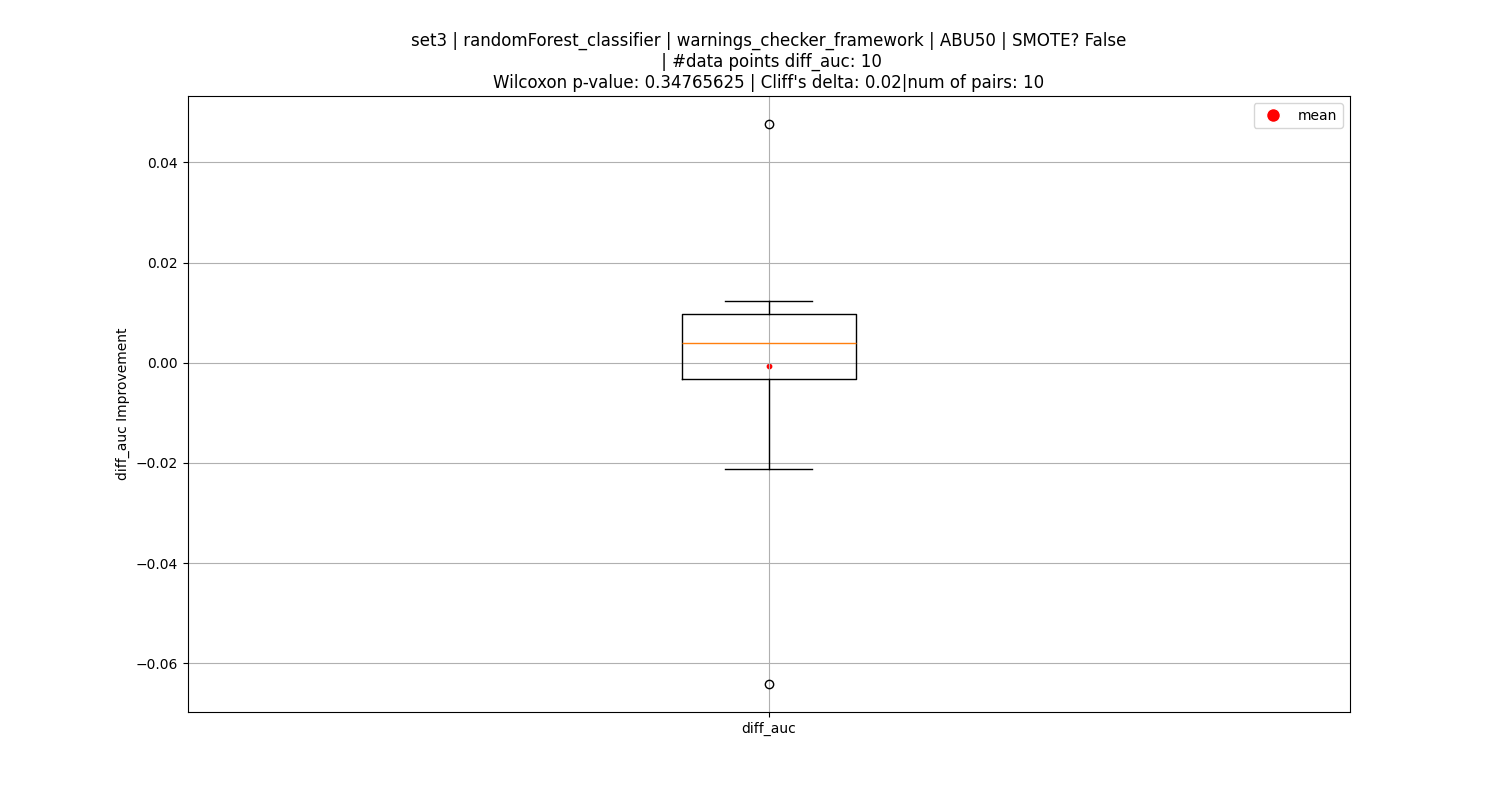 set3 | randomForest_classifier | warnings_checker_framework | ABU50 | SMOTE? False
| #data points diff_auc: 10
Wilcoxon p-value: 0.34765625 | Cliff's delta: 0.02|num of pairs: 10
mean
0.04
0.02
0.00
−0.02
−0.04
−0.06
diff_auc Improvement
diff_auc